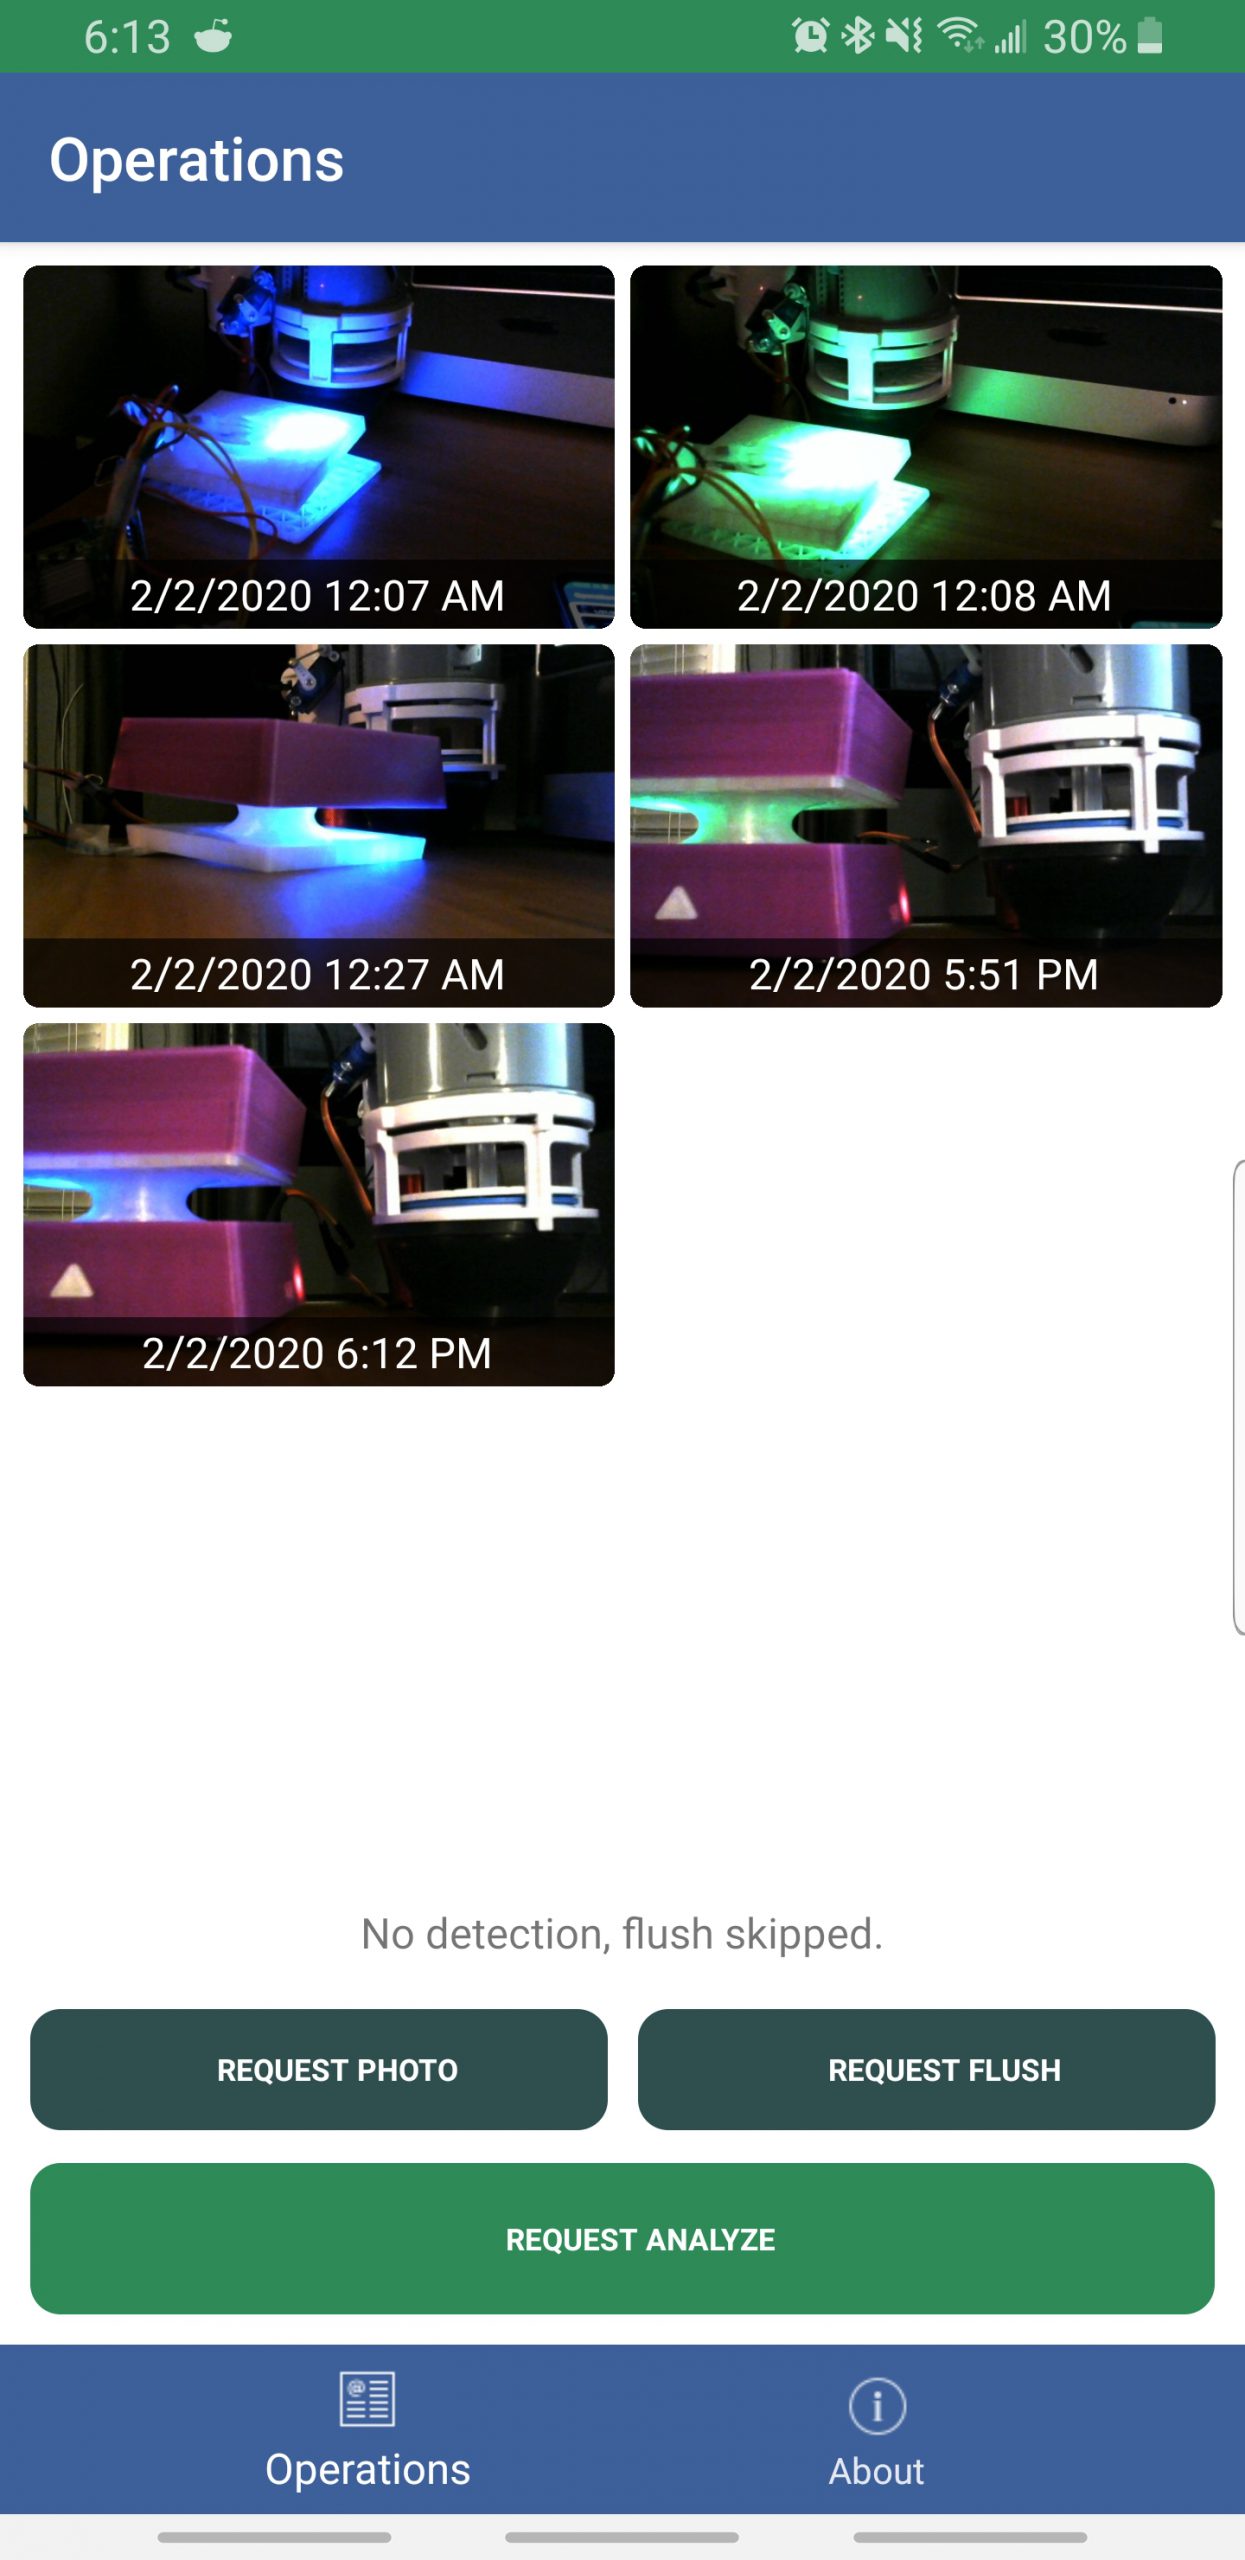 6:13 30%
Operations
2/2/2020 12:07 AM
2/2/2020 12:08 AM
2/2/2020 12:27 AM
2/2/2020 5:51 PM
2/2/2020 6:12 PM
No detection, flush skipped.
REQUEST PHOTO
REQUEST FLUSH
REQUEST ANALYZE
Operations
About